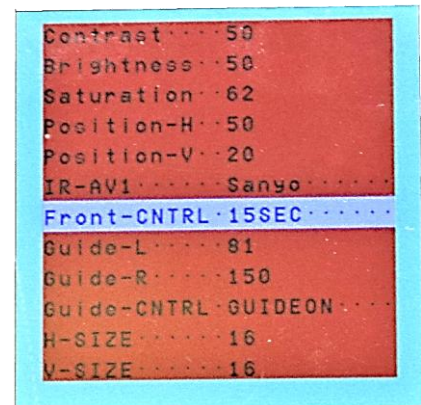 Contrast····50
Brightness··50
Saturation··62
Position-H··50
Position-V··20
IR-AV1······Sanyo······
Front-CNTRL·15SEC······
Guide-L·····81
Guide-R·····150
Guide-CNTRL·GUIDEON····
H-SIZE······16
V-SIZE······16